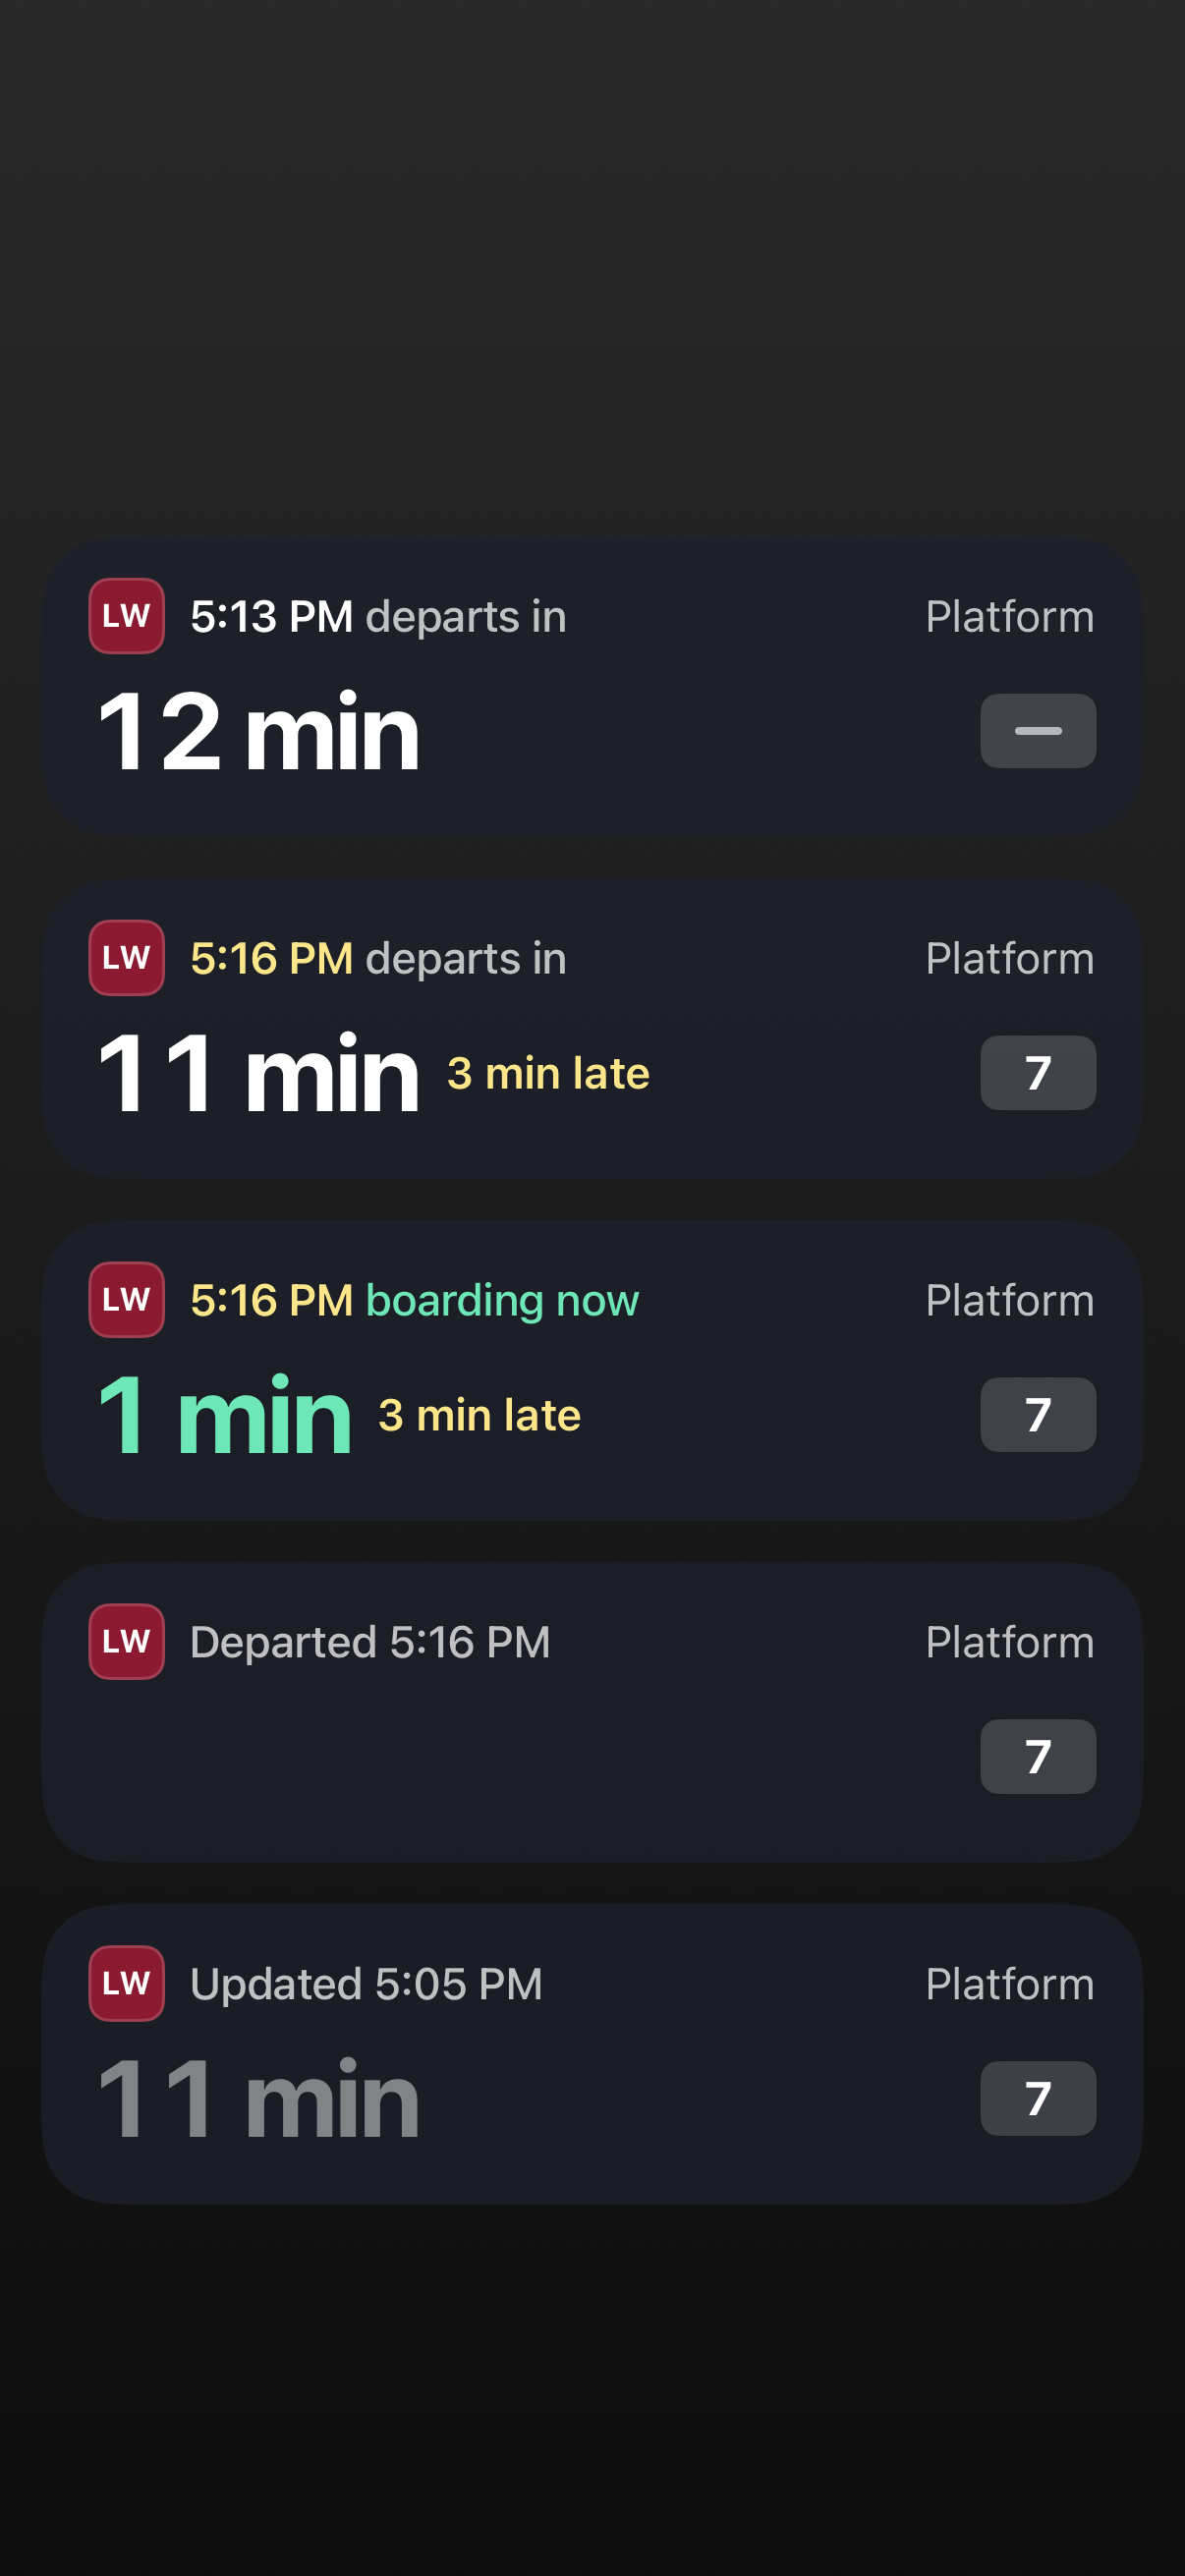 LW 5:13 PM departs in Platform
12 min —
LW 5:16 PM departs in Platform
11 min 3 min late 7
LW 5:16 PM boarding now Platform
1 min 3 min late 7
LW Departed 5:16 PM Platform
7
LW Updated 5:05 PM Platform
11 min 7